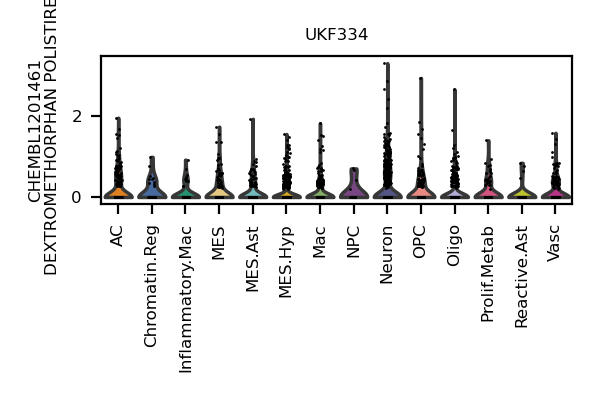 UKF334
CHEMBL1201461
DEXTROMETHORPHAN POLISTIRE
2
0
AC
Chromatin.Reg
Inflammatory.Mac
MES
MES.Ast
MES.Hyp
Mac
NPC
Neuron
OPC
Oligo
Prolif.Metab
Reactive.Ast
Vasc